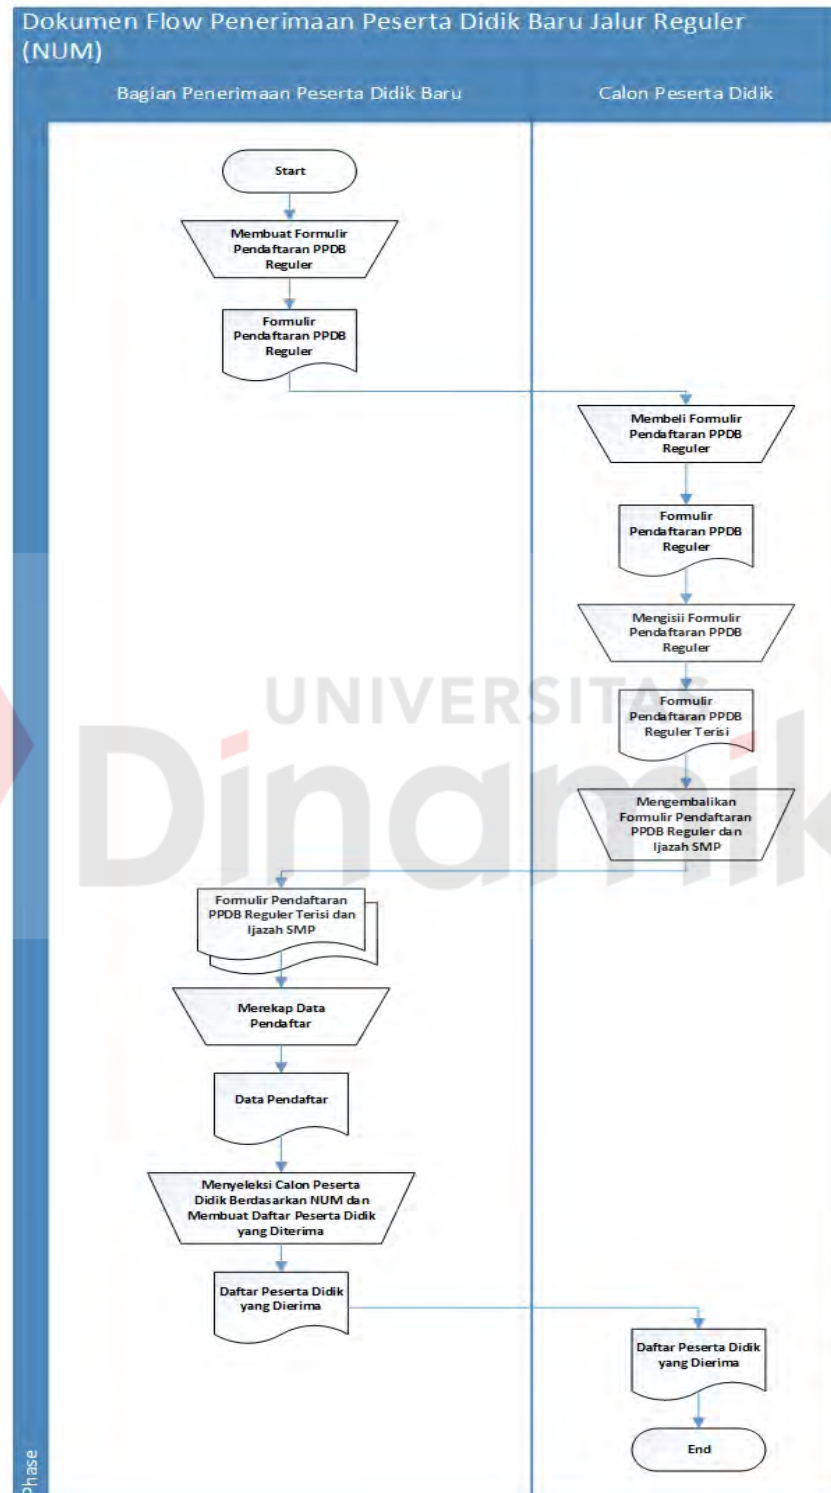 Dokumen Flow Penerimaan Peserta Didik Baru Jalur Reguler
(NUM)
Bagian Penerimaan Peserta Didik Baru
Calon Peserta Didik
Start
Membuat Formulir
Pendaftaran PPDB
Reguler
Formulir
Pendaftaran PPDB
Reguler
Membeli Formulir
Pendaftaran PPDB
Reguler
Formulir
Pendaftaran PPDB
Reguler
Mengisii Formulir
Pendaftaran PPDB
Reguler
Formulir
Pendaftaran PPDB
Reguler Terisi
Mengembalikan
Formulir Pendaftaran
PPDB Reguler dan
Ijazah SMP
Formulir Pendaftaran
PPDB Reguler Terisi dan
Ijazah SMP
Merekap Data
Pendaftar
Data Pendaftar
Menyeleksi Calon Peserta
Didik Berdasarkan NUM dan
Membuat Daftar Peserta Didik
yang Diterima
Daftar Peserta Didik
yang Dierima
Daftar Peserta Didik
yang Dierima
End
Phase
UNIVERSITAS
Dinamik